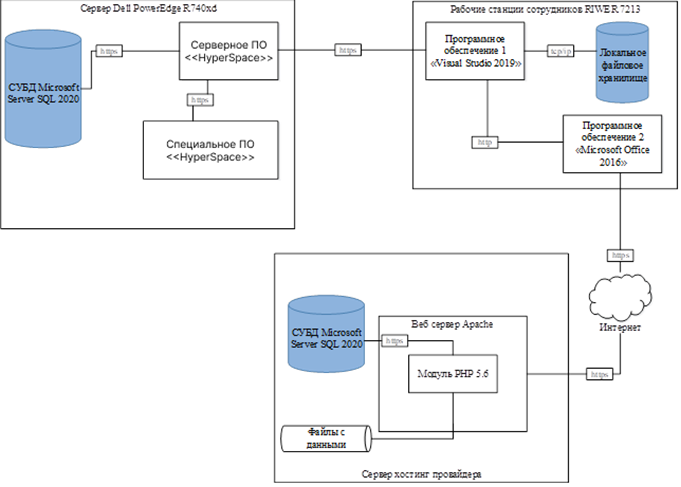 Сервер Dell PowerEdge R740xd
СУБД Microsoft
Server SQL 2020
https
Серверное ПО
<<HyperSpace>>
https
Специальное ПО
<<HyperSpace>>
https
Рабочие станции сотрудников RIWER 7213
Программное
обеспечение 1
«Visual Studio 2019»
tcp/ip
Локальное
файловое
хранилище
http
Программное
обеспечение 2
«Microsoft Office
2016»
https
Интернет
https
СУБД Microsoft
Server SQL 2020
https
Веб сервер Apache
Модуль PHP 5.6
Файлы с
данными
Сервер хостинг провайдера